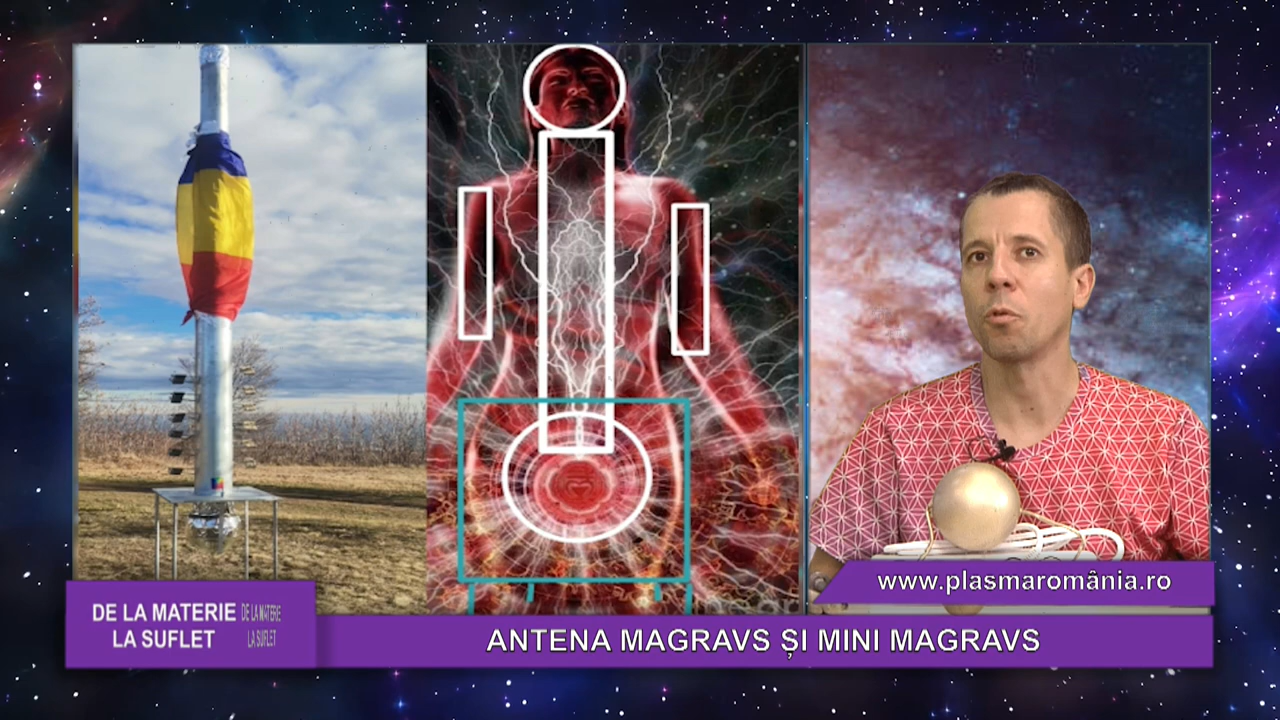 www.plasmaromânia.ro
DE LA MATERIE
LA SUFLET
DE LA MATERIE
LA SUFLET
ANTENA MAGRAVS ȘI MINI MAGRAVS